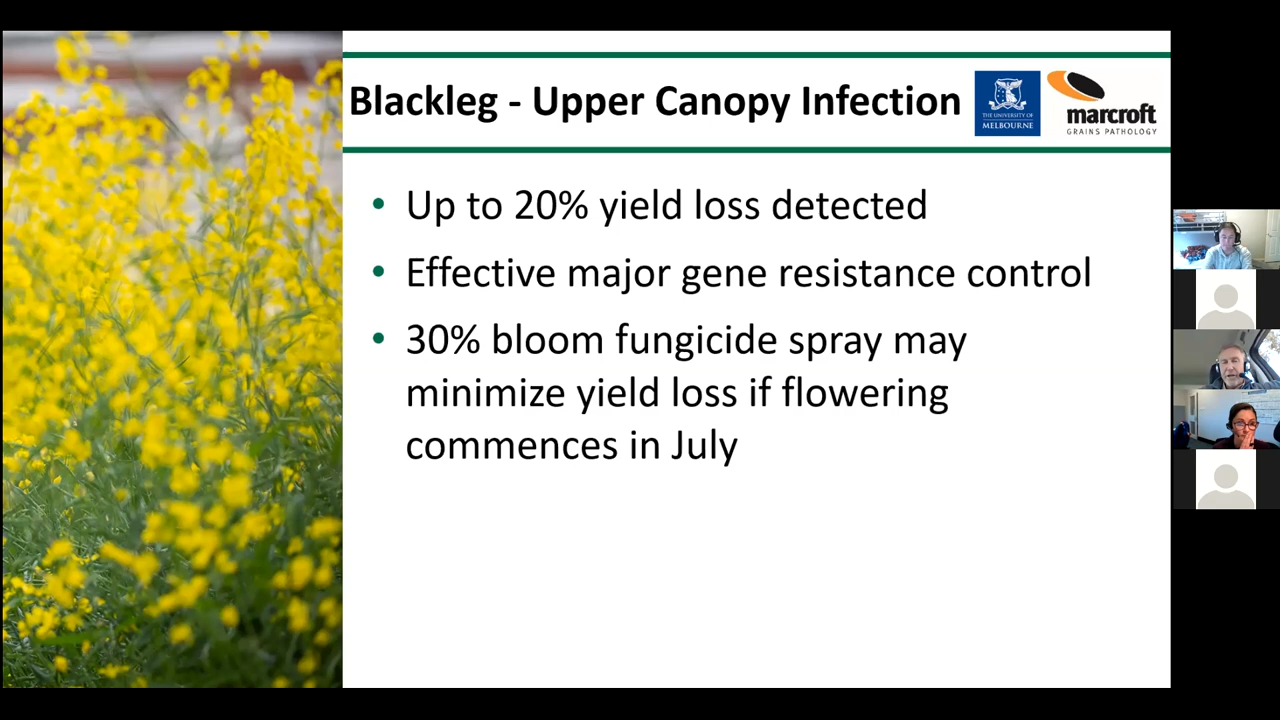 Blackleg - Upper Canopy Infection
THE UNIVERSITY OF
MELBOURNE
marcroft
GRAINS PATHOLOGY
• Up to 20% yield loss detected
• Effective major gene resistance control
• 30% bloom fungicide spray may
minimize yield loss if flowering
commences in July